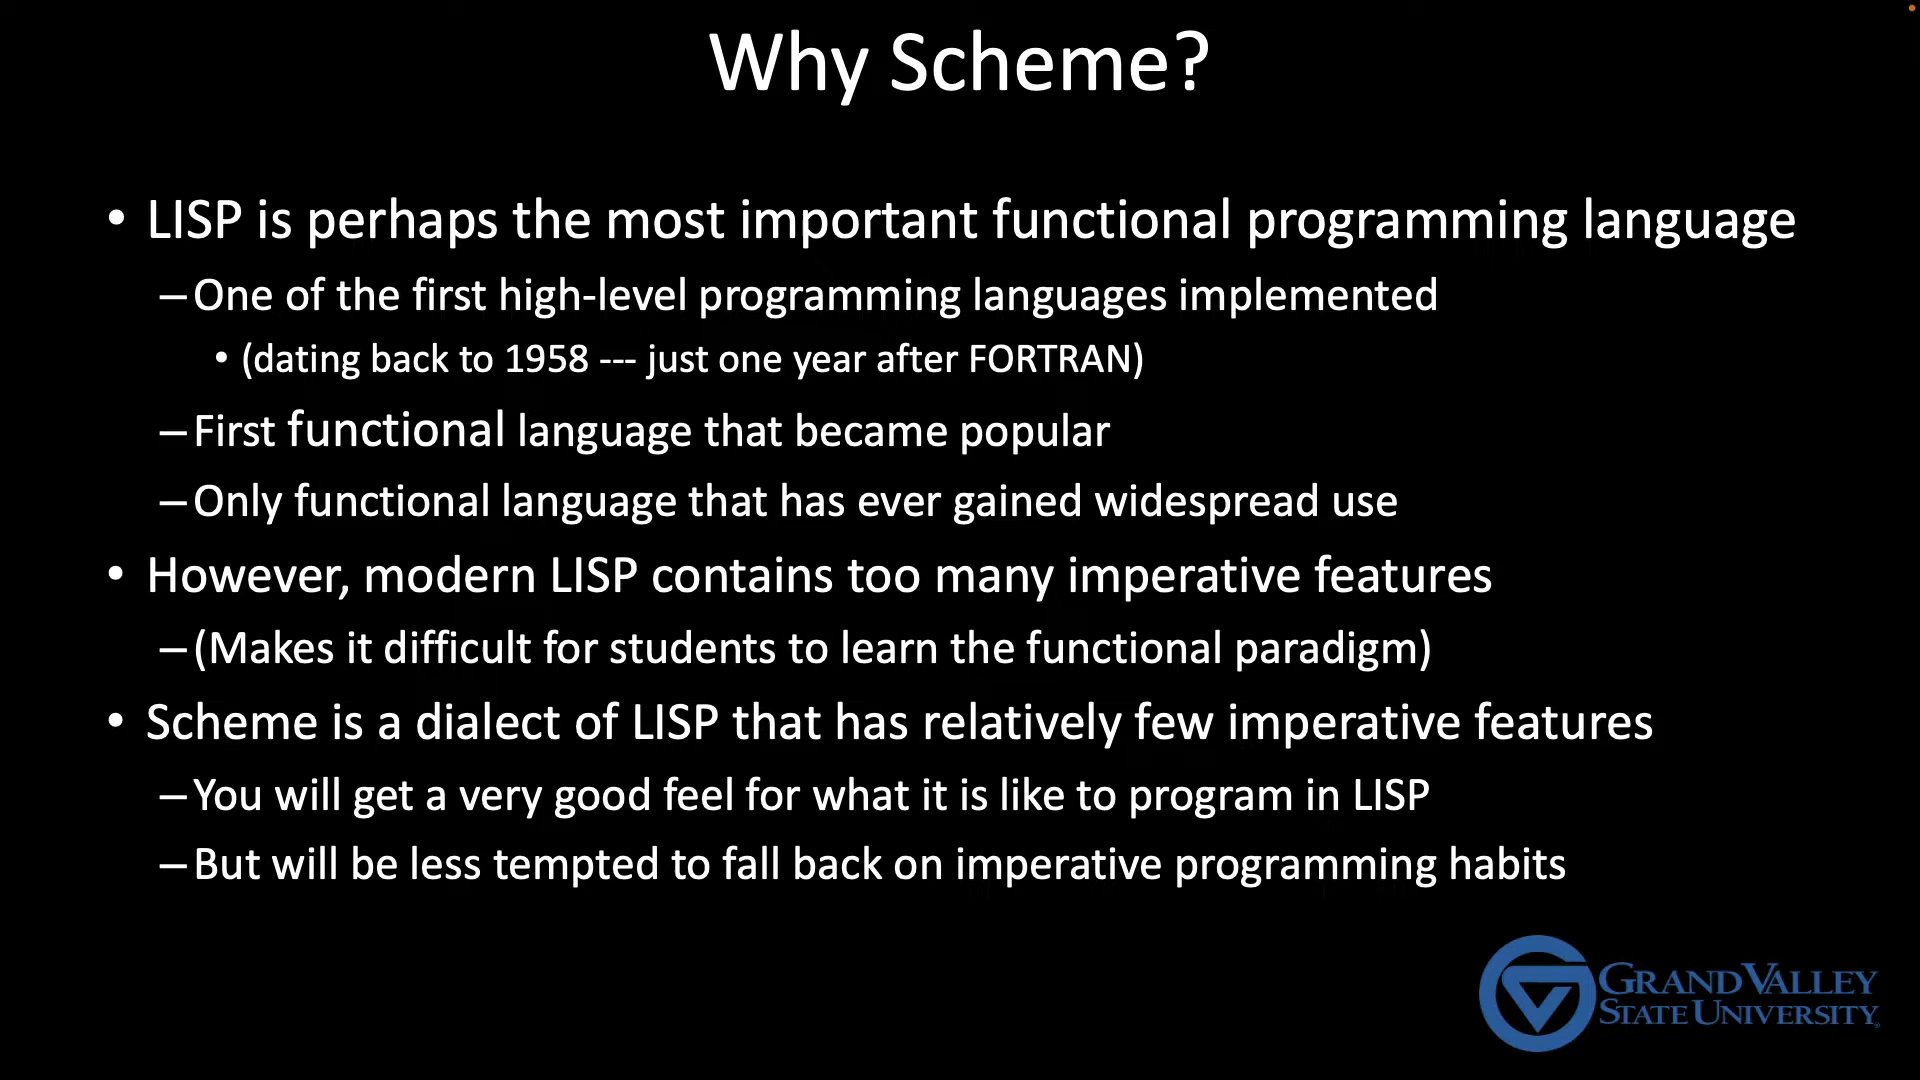 Why Scheme?
• LISP is perhaps the most important functional programming language
–One of the first high-level programming languages implemented
• (dating back to 1958 --- just one year after FORTRAN)
–First functional language that became popular
–Only functional language that has ever gained widespread use
• However, modern LISP contains too many imperative features
–(Makes it difficult for students to learn the functional paradigm)
• Scheme is a dialect of LISP that has relatively few imperative features
–You will get a very good feel for what it is like to program in LISP
–But will be less tempted to fall back on imperative programming habits
GRAND VALLEY
STATE UNIVERSITY